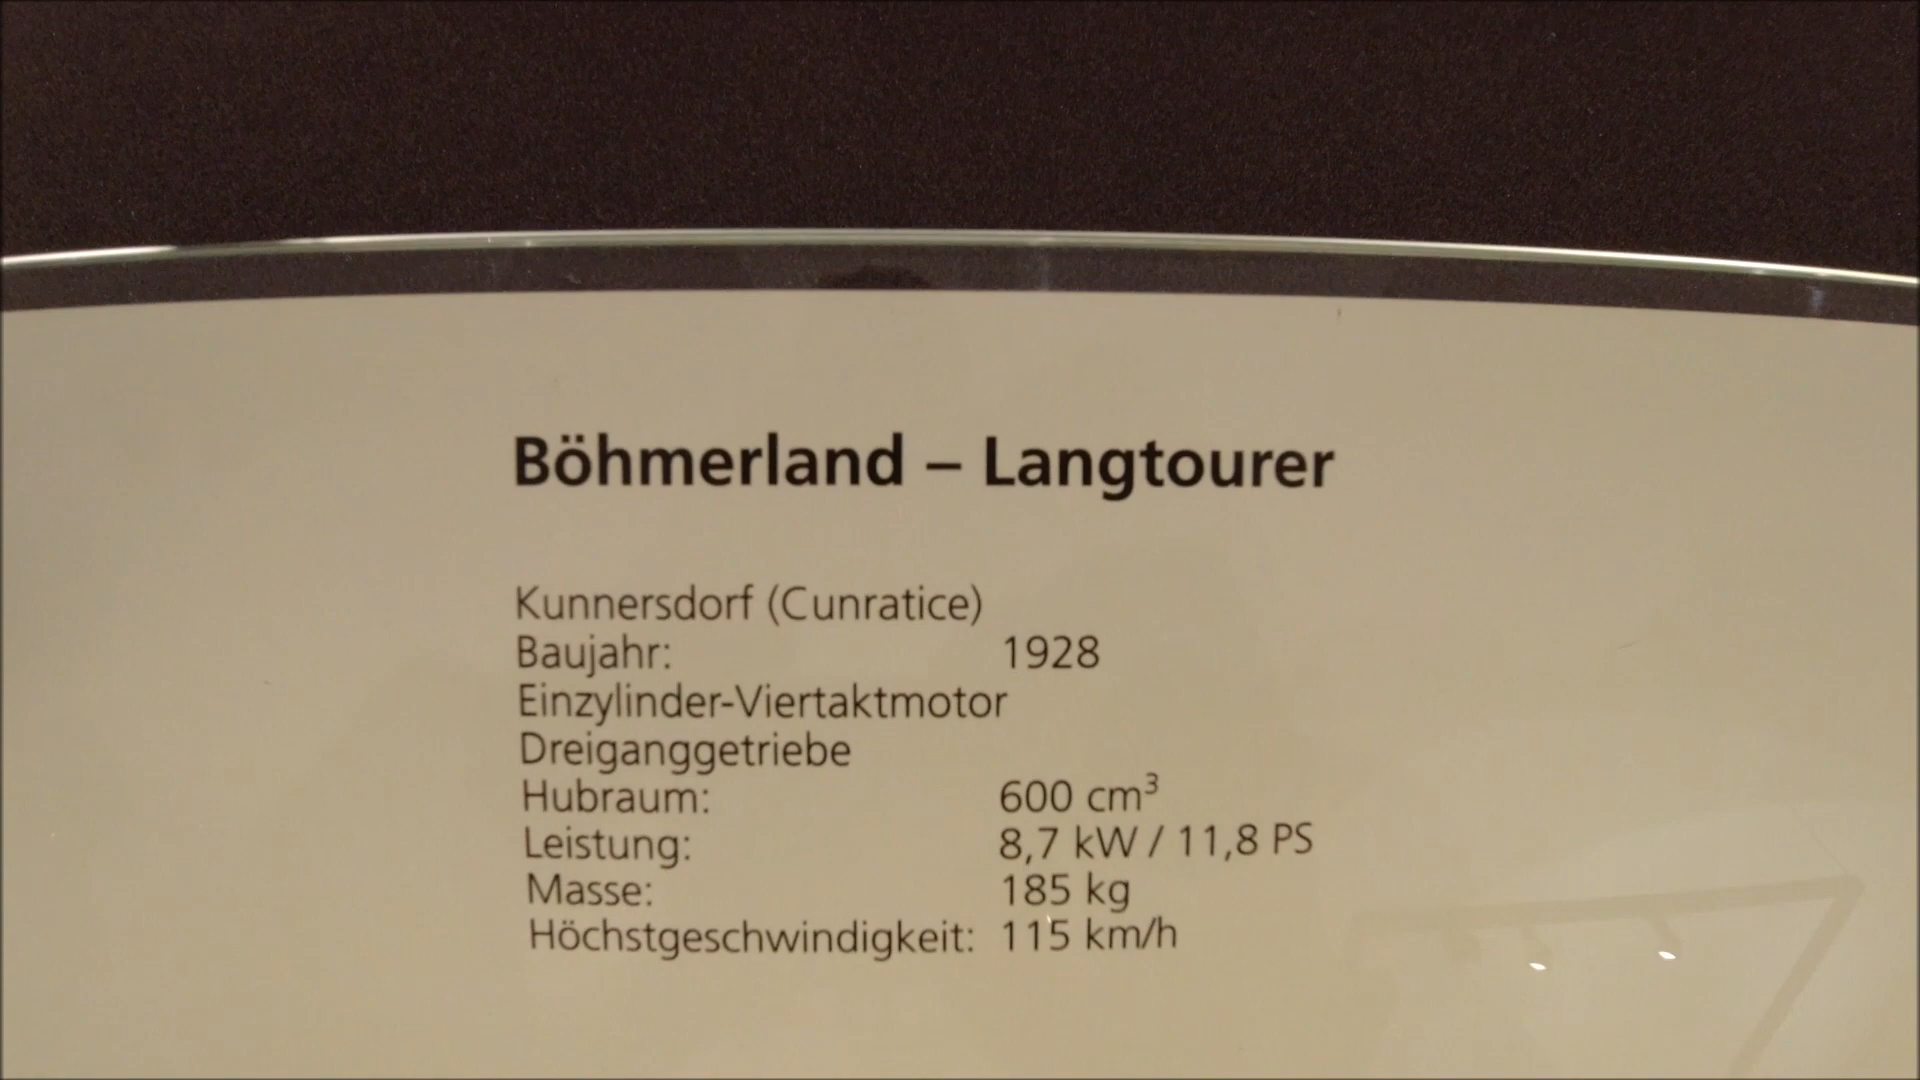 Böhmerland – Langtourer
Kunnersdorf (Cunratice)
Baujahr: 1928
Einzylinder-Viertaktmotor
Dreiganggetriebe
Hubraum: 600 cm³
Leistung: 8,7 kW / 11,8 PS
Masse: 185 kg
Höchstgeschwindigkeit: 115 km/h